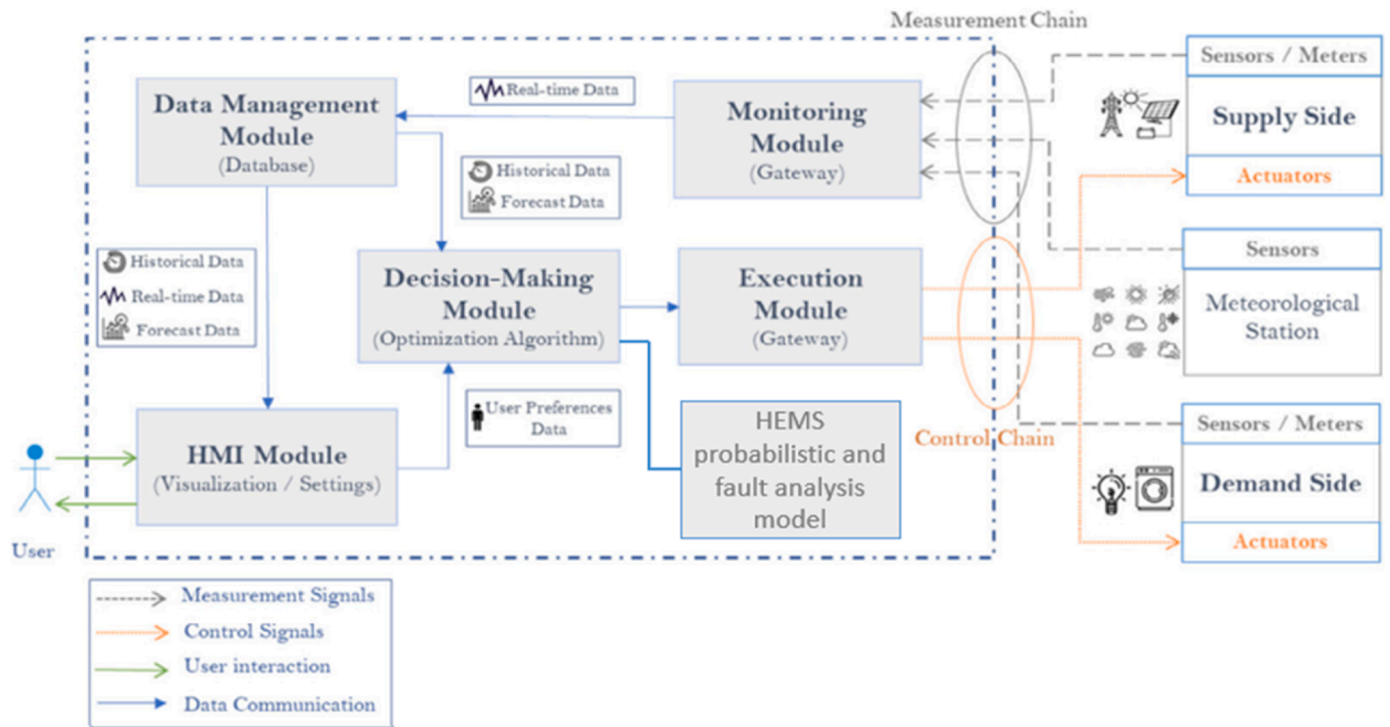 Measurement Chain
Data Management
Module
(Database)
Real-time Data
Monitoring
Module
(Gateway)
Sensors / Meters
Supply Side
Actuators
Historical Data
Forecast Data
Historical Data
Real-time Data
Forecast Data
Decision-Making
Module
(Optimization Algorithm)
Execution
Module
(Gateway)
Sensors
Meteorological
Station
User Preferences
Data
HMI Module
(Visualization / Settings)
HEMS
probabilistic and
fault analysis
model
Control Chain
Sensors / Meters
Demand Side
Actuators
User
Measurement Signals
Control Signals
User interaction
Data Communication